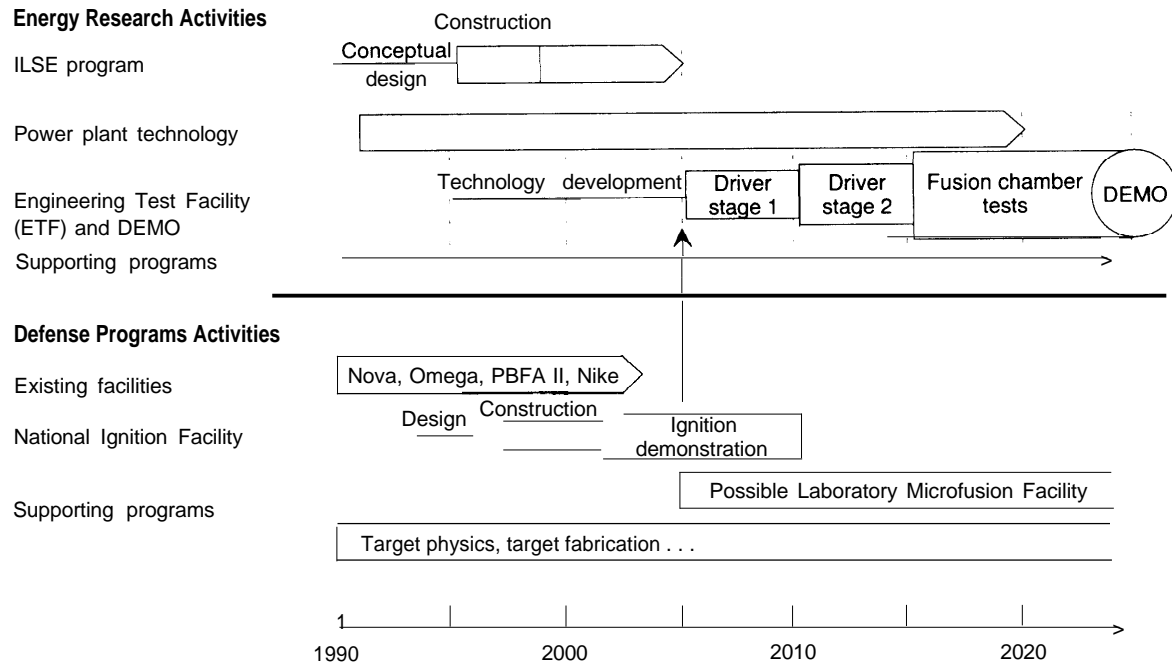 Energy Research Activities
Construction
ILSE program
Conceptual
design
Power plant technology
Technology development
Driver
stage 1
Driver
stage 2
Fusion chamber
tests
DEMO
Engineering Test Facility
(ETF) and DEMO
Supporting programs
Defense Programs Activities
Existing facilities
Nova, Omega, PBFA II, Nike
National Ignition Facility
Design
Construction
Ignition
demonstration
Possible Laboratory Microfusion Facility
Supporting programs
Target physics, target fabrication . . .
1
1990
2000
2010
2020